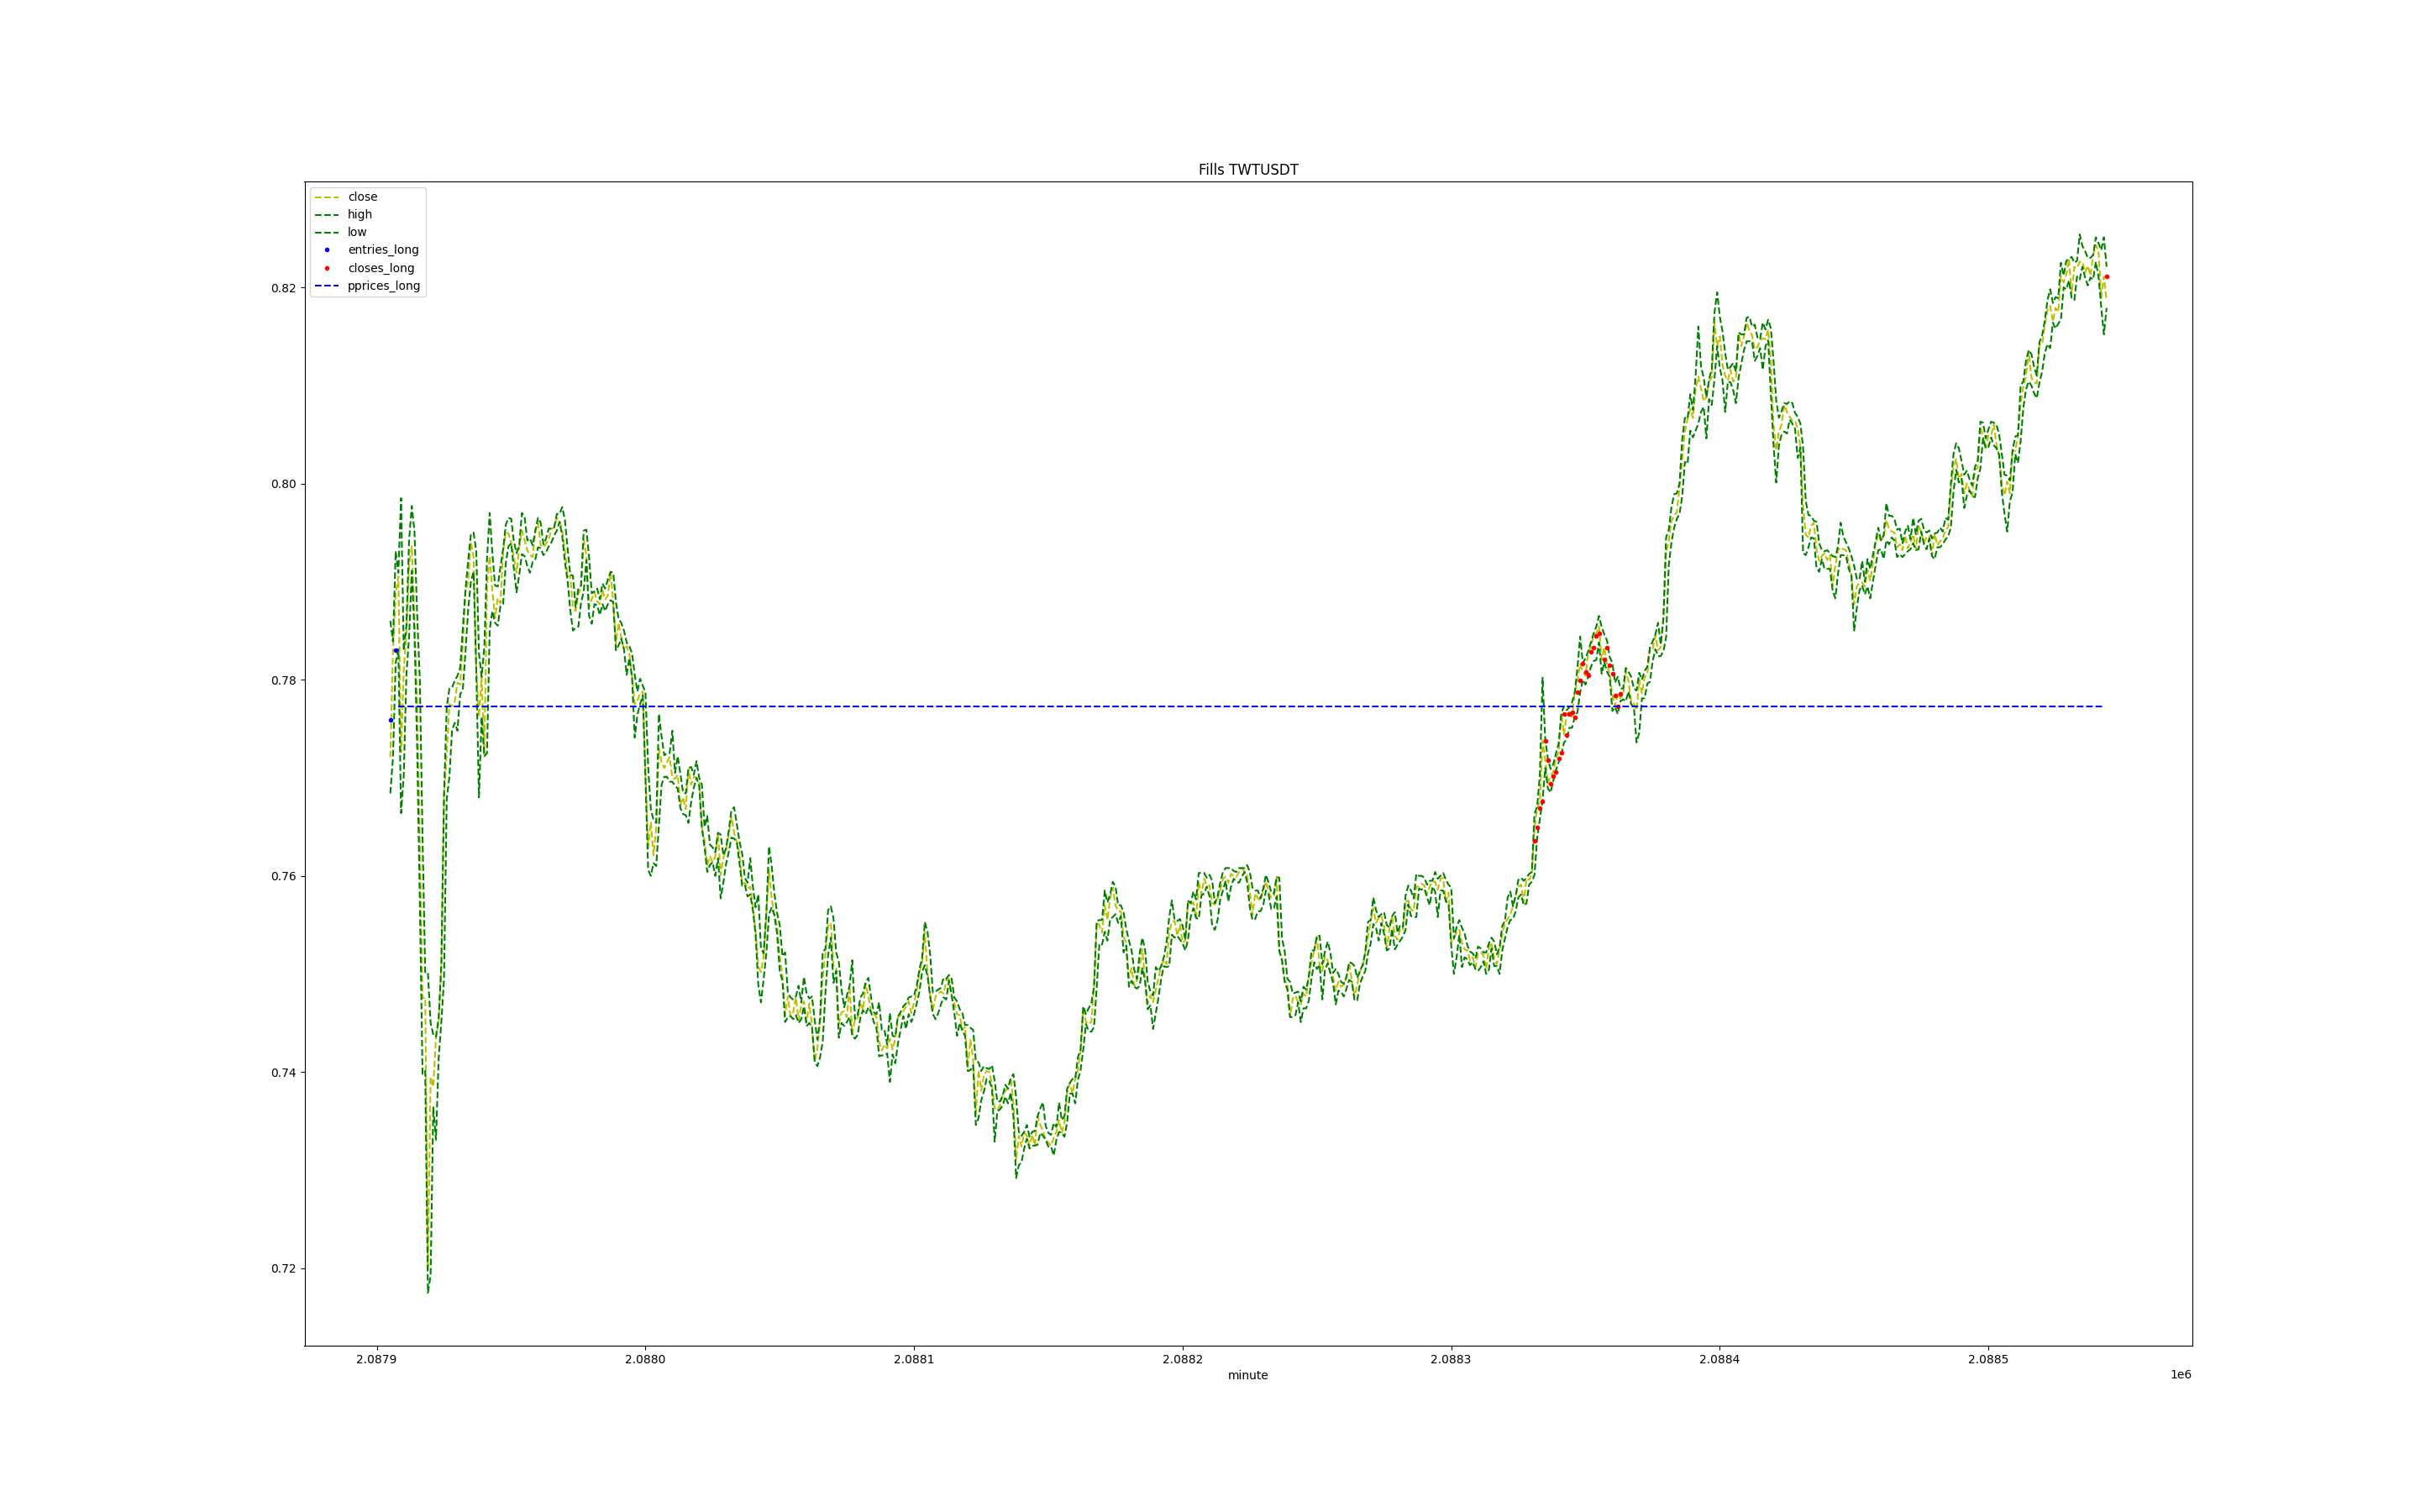 Fills TWTUSDT
close
high
low
entries_long
closes_long
pprices_long
0.82
0.80
0.78
0.76
0.74
0.72
2.0879
2.0880
2.0881
2.0882
2.0883
2.0884
2.0885
minute
1e6